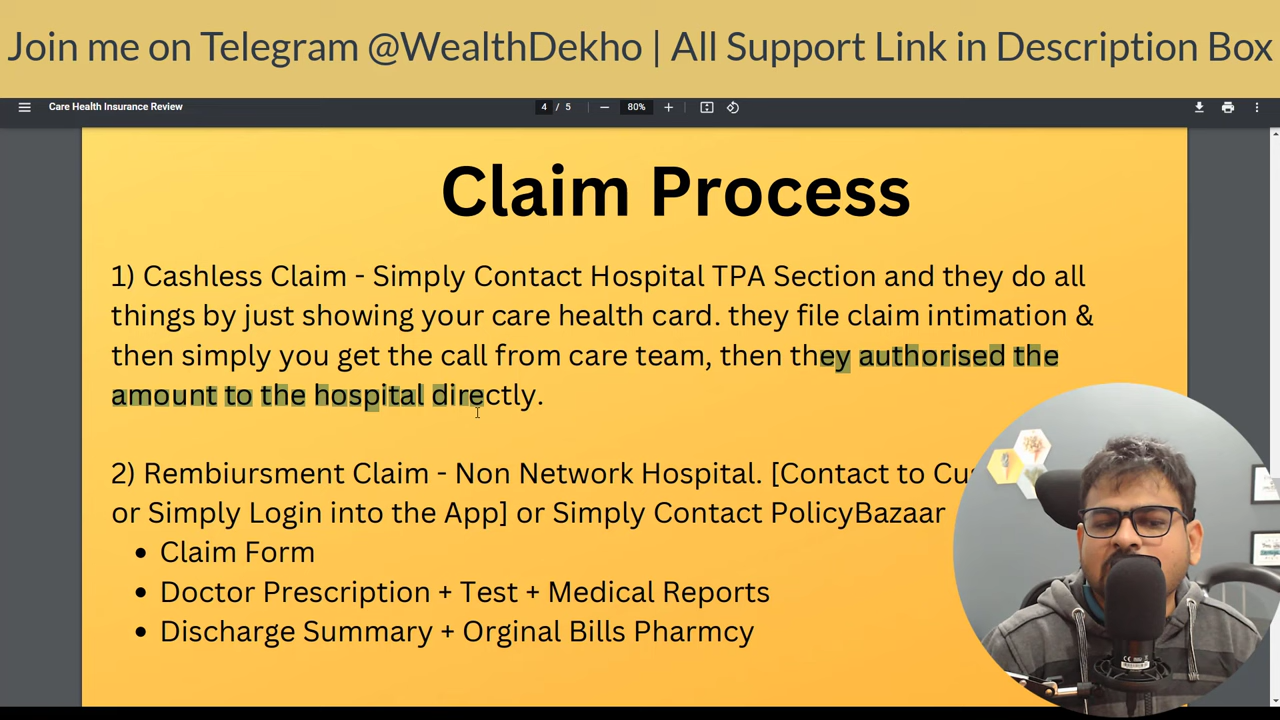 Join me on Telegram @WealthDekho | All Support Link in Description Box
Care Health Insurance Review
4 / 5
80%
Claim Process
1) Cashless Claim - Simply Contact Hospital TPA Section and they do all
things by just showing your care health card. they file claim intimation &
then simply you get the call from care team, then they authorised the
amount to the hospital directly.
2) Rembiursment Claim - Non Network Hospital. [Contact to
or Simply Login into the App] or Simply Contact PolicyBazaar
• Claim Form
• Doctor Prescription + Test + Medical Reports
• Discharge Summary + Orginal Bills Pharmcy